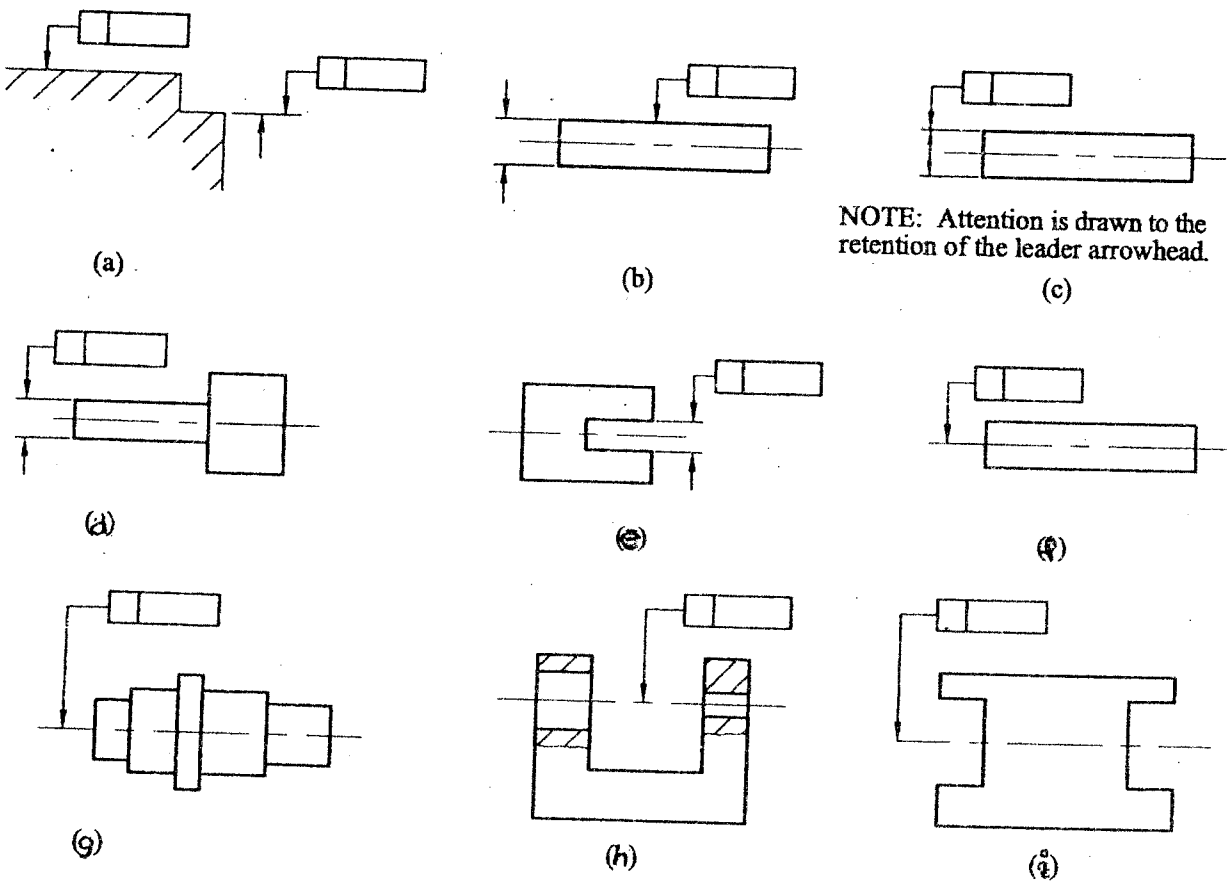 (a)
(b)
NOTE: Attention is drawn to the
retention of the leader arrowhead.
(c)
(d)
(e)
(f)
(g)
(h)
(i)